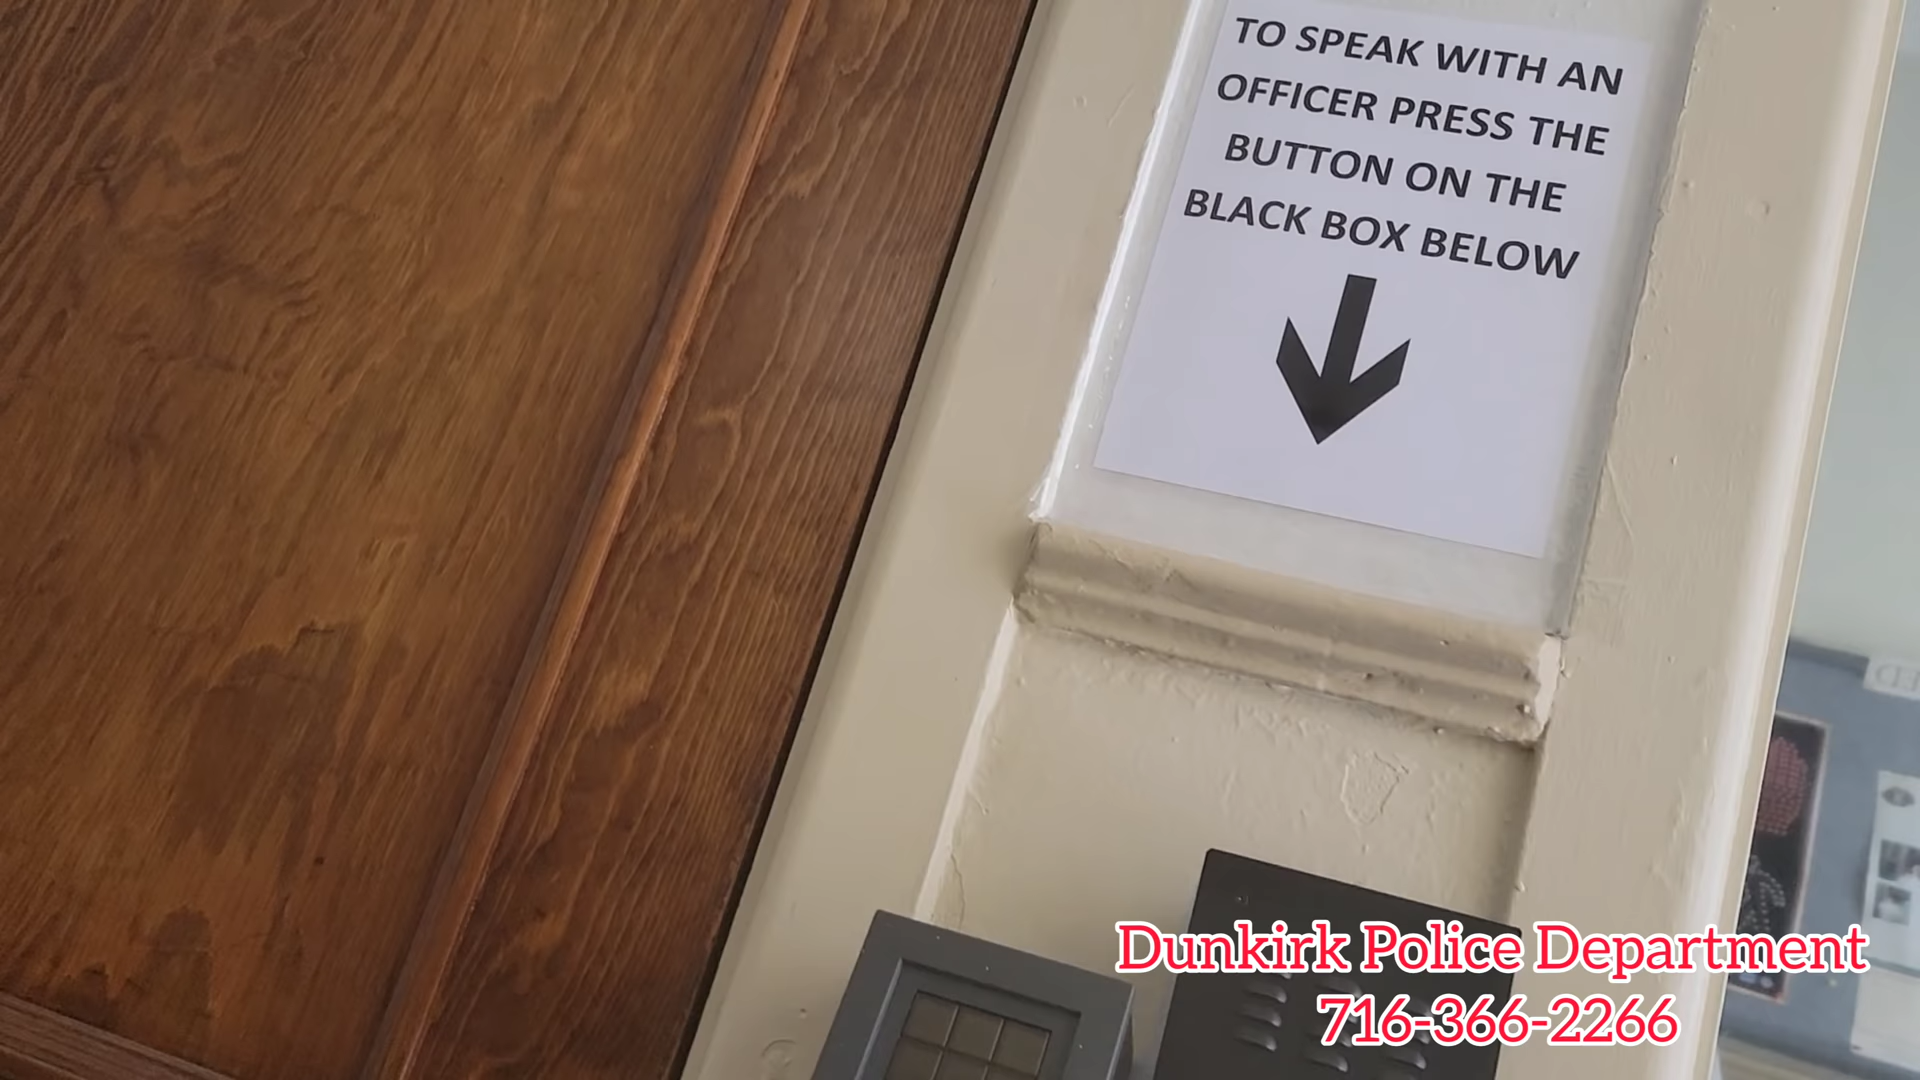 TO SPEAK WITH AN
OFFICER PRESS THE
BUTTON ON THE
BLACK BOX BELOW
Dunkirk Police Department
716-366-2266